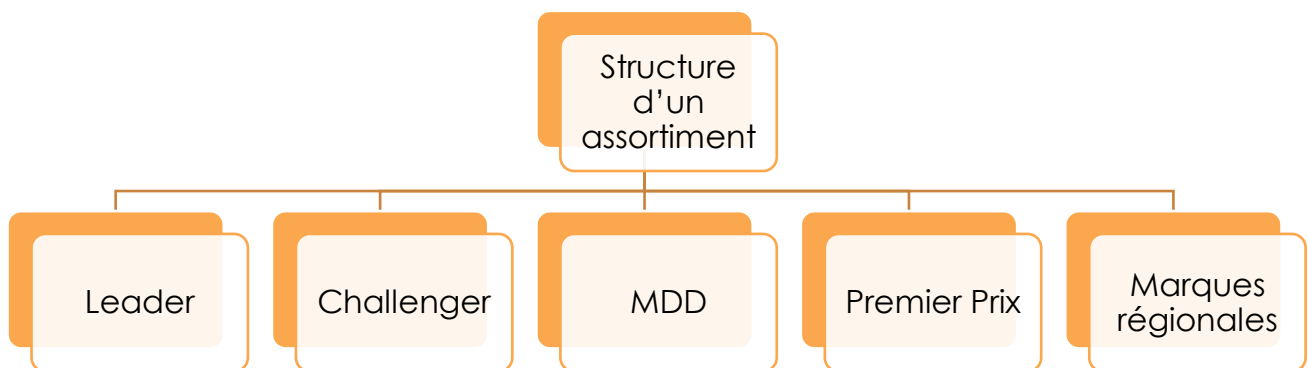 Structure
d’un
assortiment
Leader
Challenger
MDD
Premier Prix
Marques
régionales